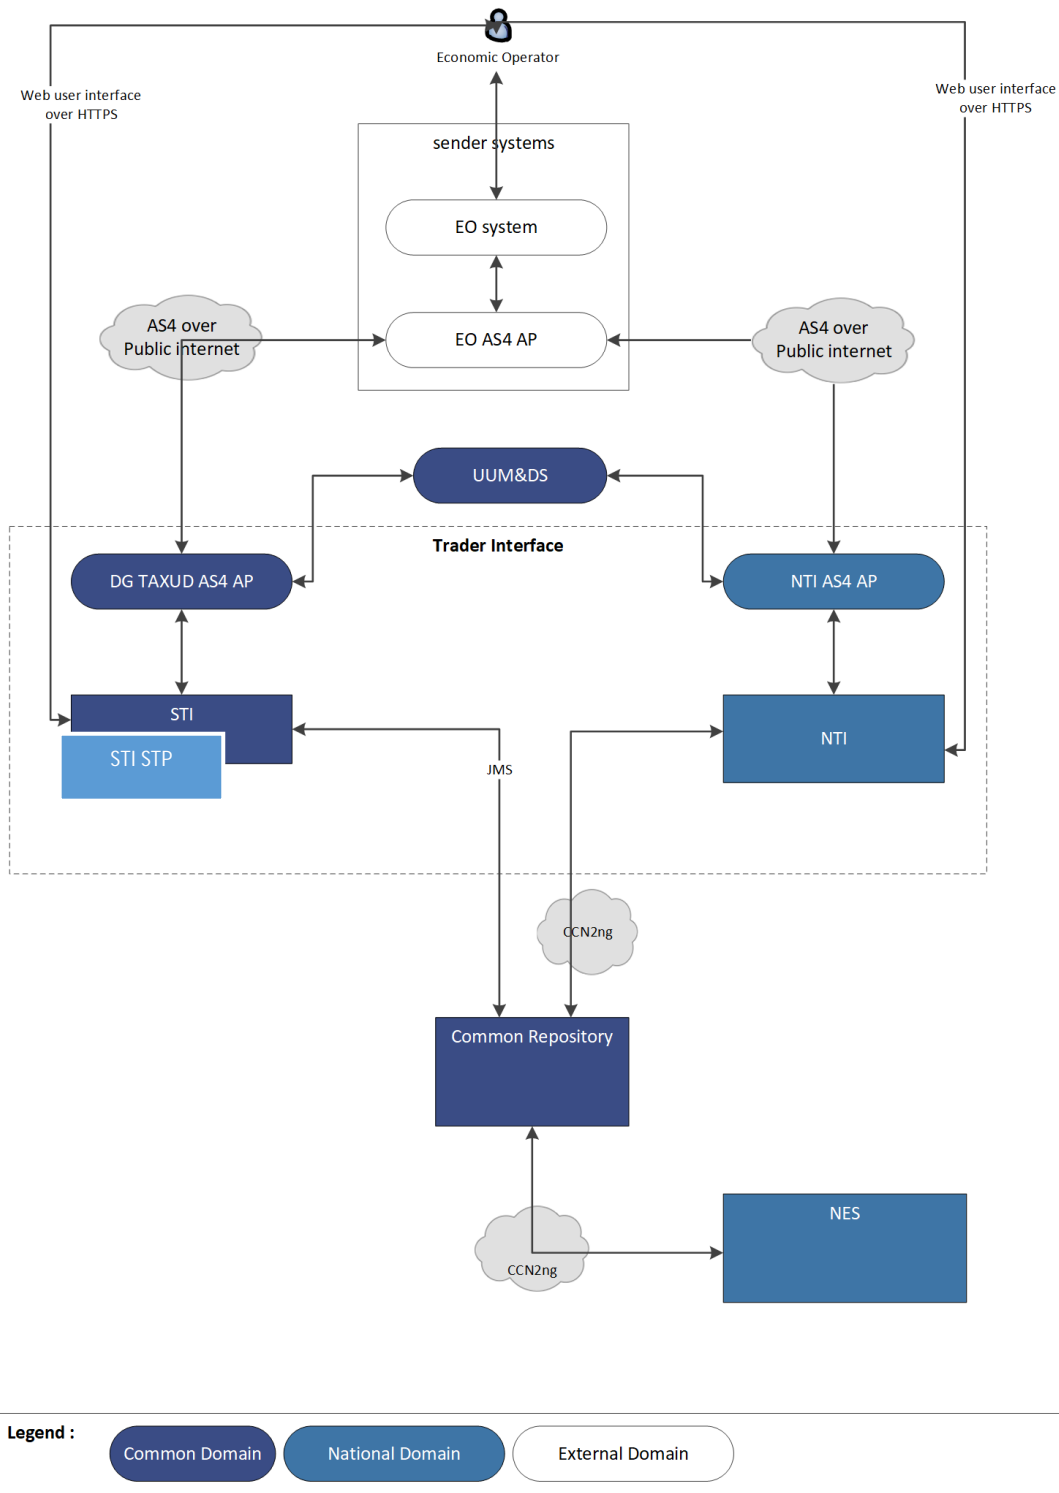 Economic Operator
Web user interface
over HTTPS
Web user interface
over HTTPS
sender systems
EO system
AS4 over
Public internet
EO AS4 AP
AS4 over
Public internet
UUM&DS
Trader Interface
DG TAXUD AS4 AP
NTI AS4 AP
STI
STI STP
NTI
JMS
CCN2ng
Common Repository
NES
CCN2ng
Legend :
Common Domain
National Domain
External Domain